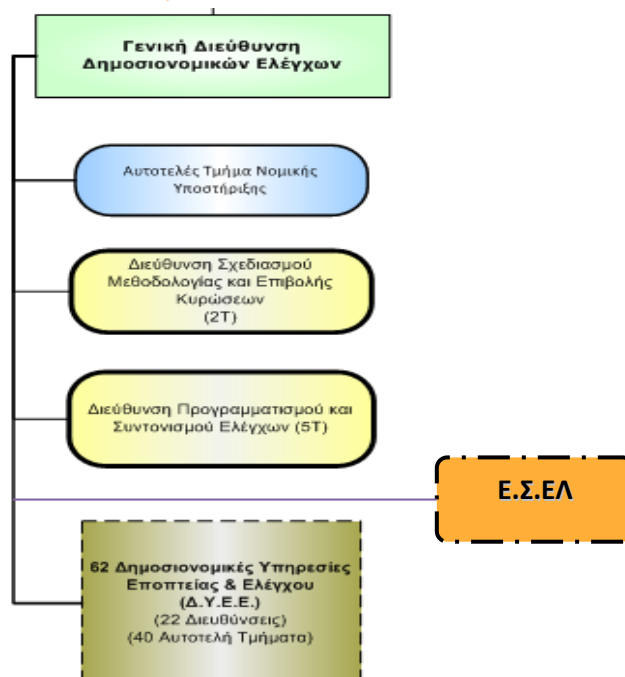 Γενική Διεύθυνση
Δημοσιονομικών Ελέγχων
Αυτοτελές Τμήμα Νομικής
Υποστήριξης
Διεύθυνση Σχεδιασμού
Μεθοδολογίας και Επιβολής
Κυρώσεων
(2Τ)
Διεύθυνση Προγραμματισμού και
Συντονισμού Ελέγχων (5Τ)
Ε.Σ.ΕΛ
62 Δημοσιονομικές Υπηρεσίες
Εποπτείας & Ελέγχου
(Δ.Υ.Ε.Ε.)
(22 Διευθύνσεις)
(40 Αυτοτελή Τμήματα)